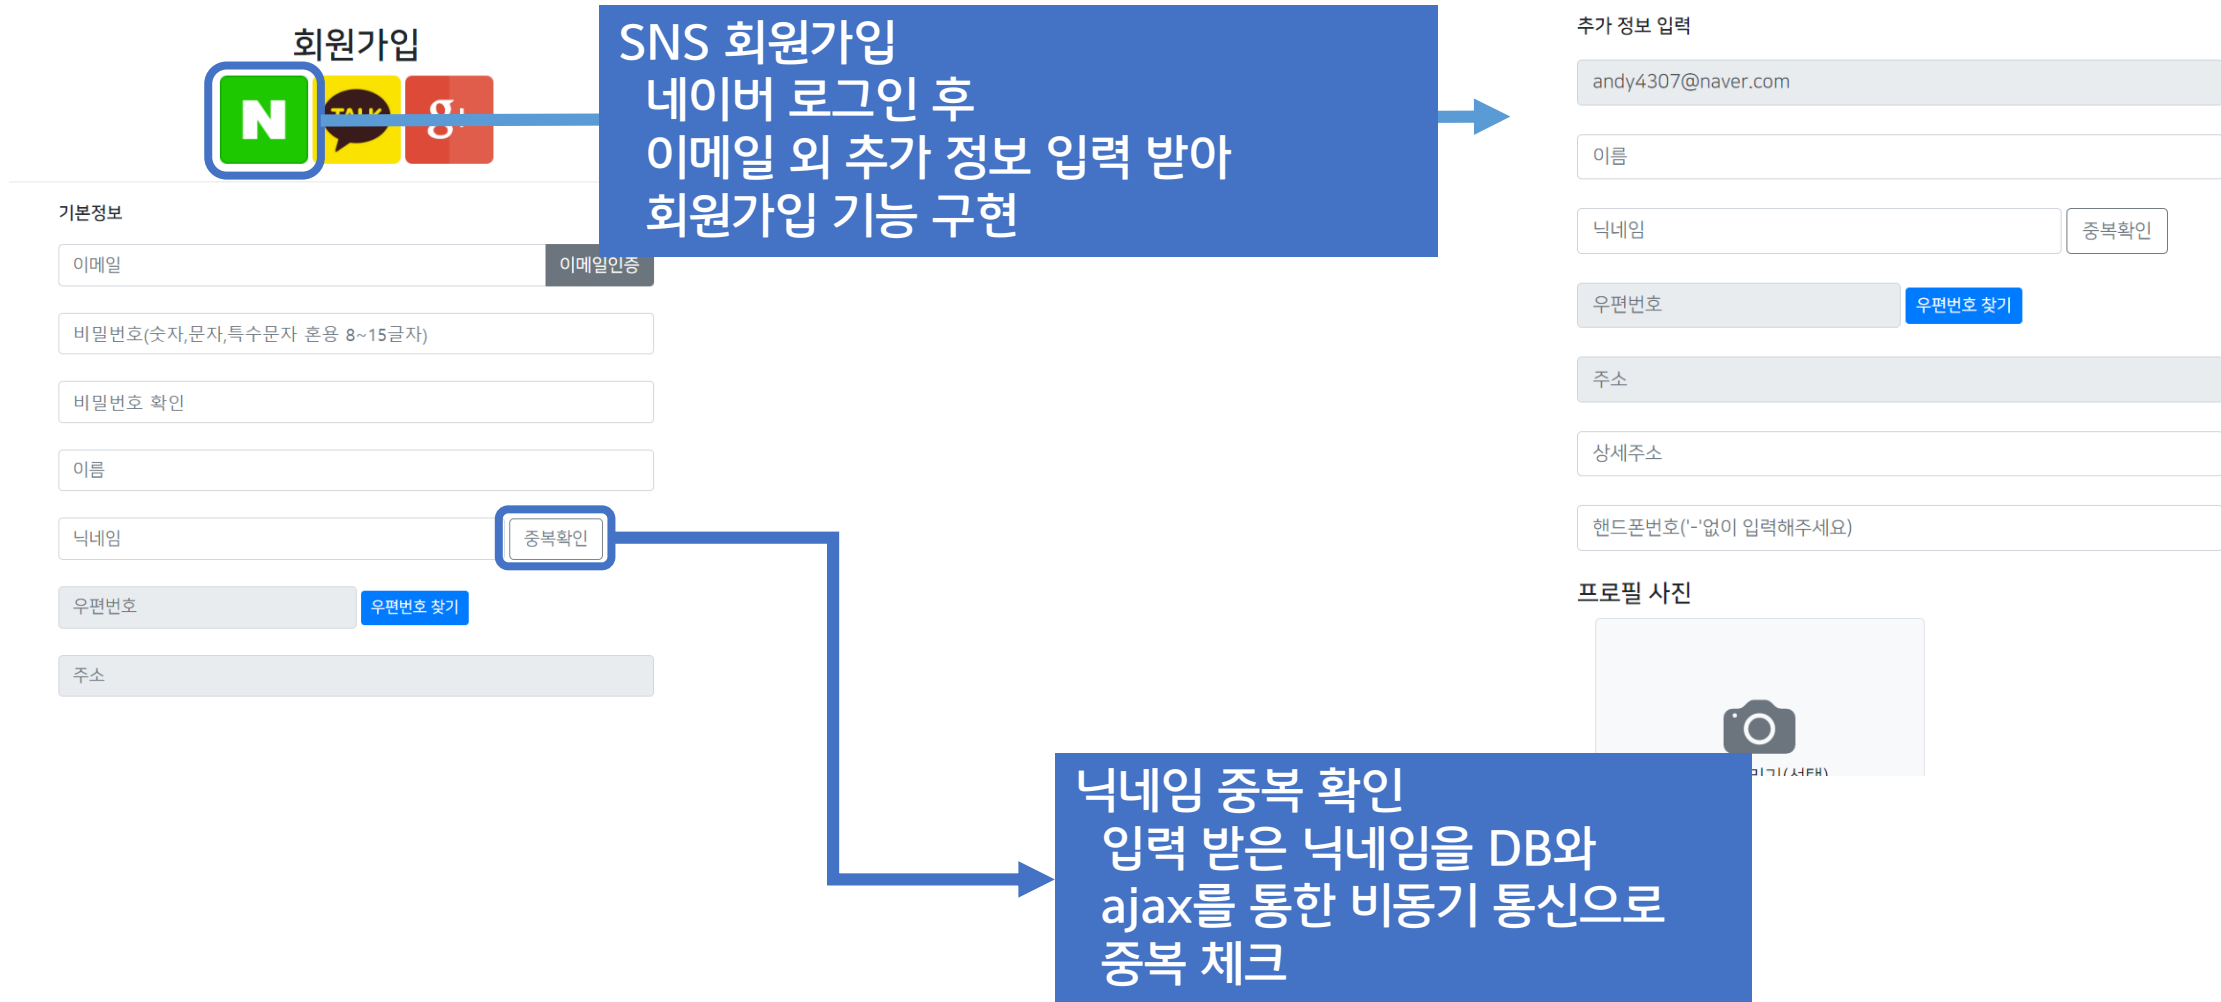 회원가입
N
TALK
g+
기본정보
이메일
이메일인증
비밀번호(숫자,문자,특수문자 혼용 8~15글자)
비밀번호 확인
이름
닉네임
중복확인
우편번호
우편번호 찾기
주소
SNS 회원가입
네이버 로그인 후
이메일 외 추가 정보 입력 받아
회원가입 기능 구현
추가 정보 입력
andy4307@naver.com
이름
닉네임
중복확인
우편번호
우편번호 찾기
주소
상세주소
핸드폰번호('-'없이 입력해주세요)
프로필 사진
닉네임 중복 확인
입력 받은 닉네임을 DB와
ajax를 통한 비동기 통신으로
중복 체크